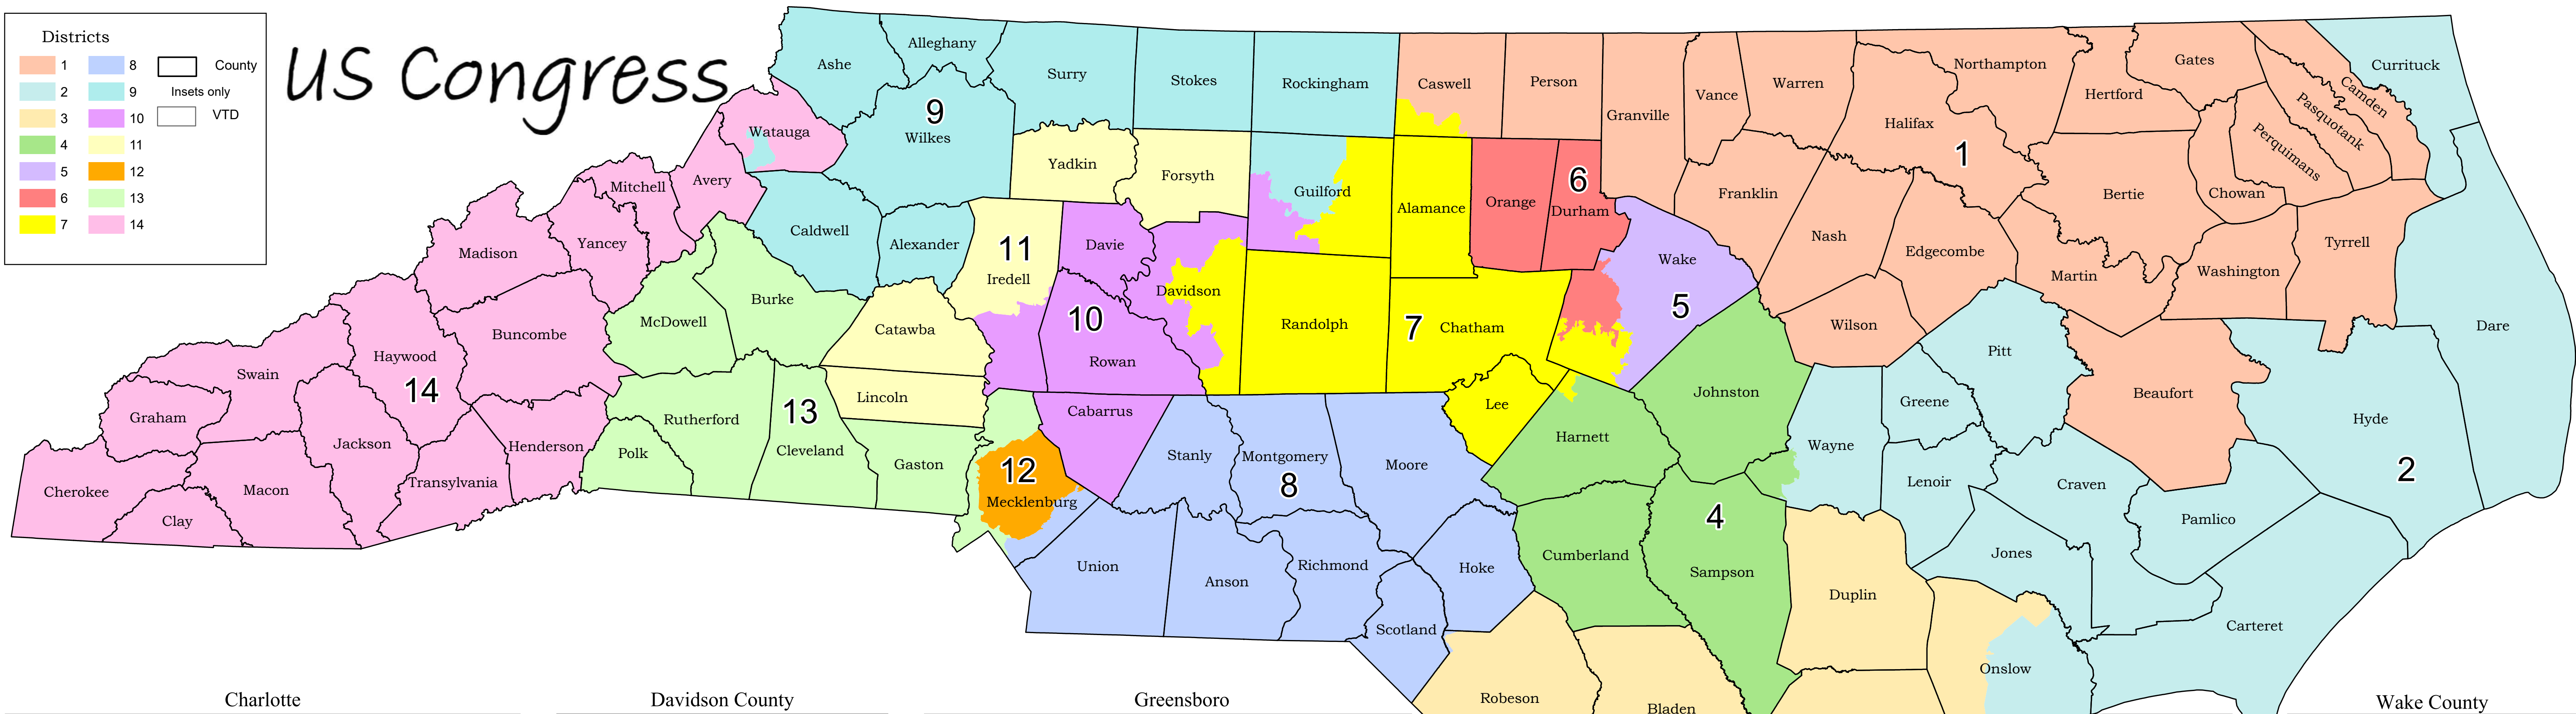 US Congress
Districts
1 8 County
2 9 Insets only
3 10 VTD
4 11
5 12
6 13
7 14
Ashe
Alleghany
Surry
Stokes
Rockingham
Caswell
Person
Granville
Vance
Warren
Northampton
Halifax
Hertford
Gates
Camden
Pasquotank
Perquimans
Currituck
Watauga
9
Wilkes
Yadkin
Forsyth
Guilford
Alamance
Orange
6
Durham
Franklin
1
Bertie
Chowan
Mitchell
Avery
Madison
Yancey
Caldwell
Alexander
11
Iredell
Davie
Davidson
Wake
Nash
Edgecombe
Martin
Washington
Tyrrell
McDowell
Burke
Catawba
10
Rowan
Randolph
7
Chatham
5
Wilson
Pitt
Dare
Buncombe
Haywood
14
Swain
Graham
Jackson
Rutherford
13
Cleveland
Lincoln
Cabarrus
Lee
Johnston
Greene
Beaufort
Hyde
2
Cherokee
Clay
Macon
Transylvania
Henderson
Polk
Gaston
12
Mecklenburg
Stanly
Montgomery
8
Moore
Harnett
Wayne
Lenoir
Craven
Pamlico
Union
Anson
Richmond
Scotland
Hoke
Cumberland
4
Sampson
Duplin
Jones
Onslow
Carteret
Robeson
Bladen
Charlotte
Davidson County
Greensboro
Wake County